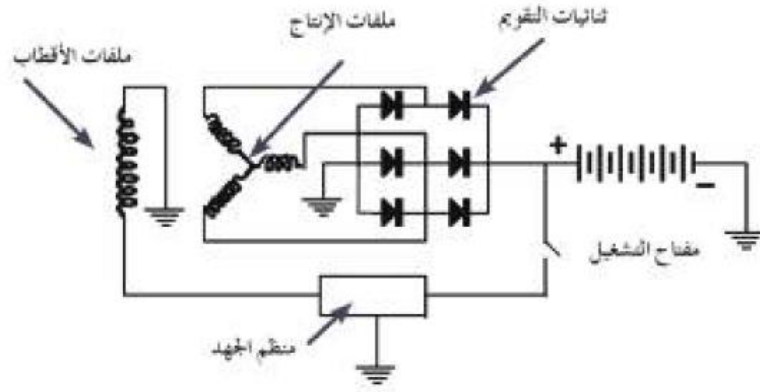 ثنائيات التقويم
ملفات الإنتاج
ملفات الأقطاب
+
−
مفتاح التشغيل
منظم الجهد